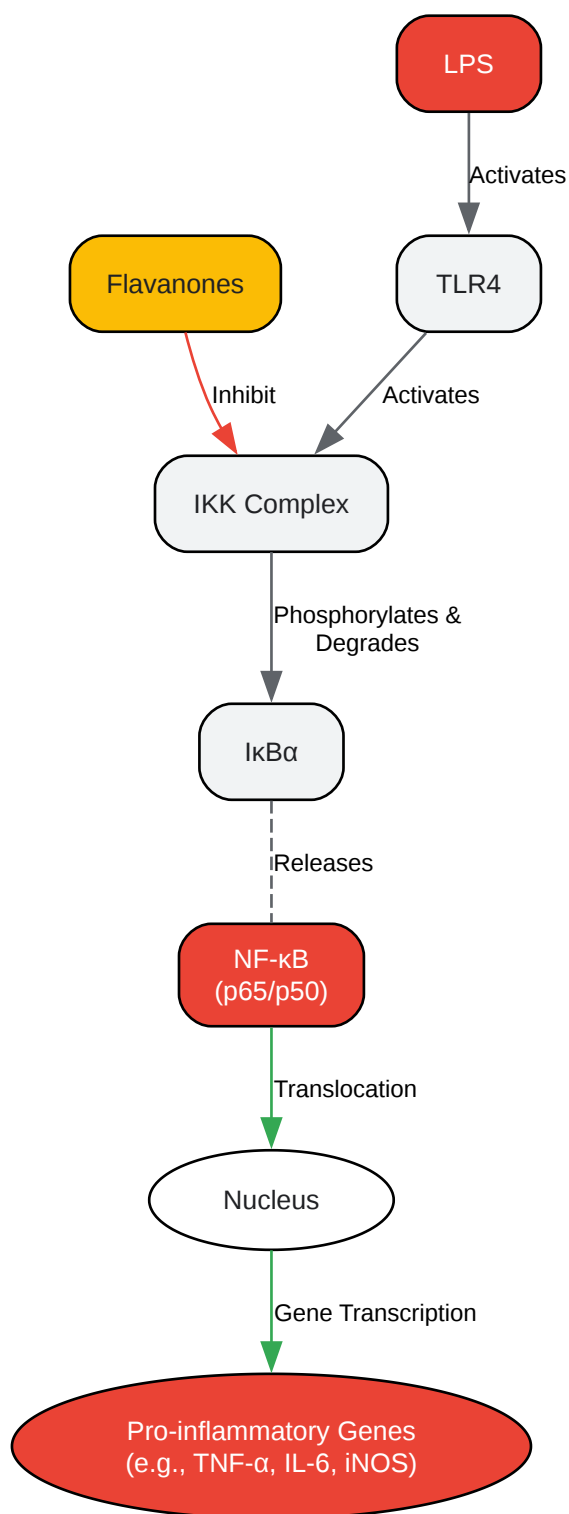 LPS
Activates
Flavanones
TLR4
Inhibit
Activates
IKK Complex
Phosphorylates &
Degrades
IκBα
Releases
NF-κB
(p65/p50)
Translocation
Nucleus
Gene Transcription
Pro-inflammatory Genes
(e.g., TNF-α, IL-6, iNOS)